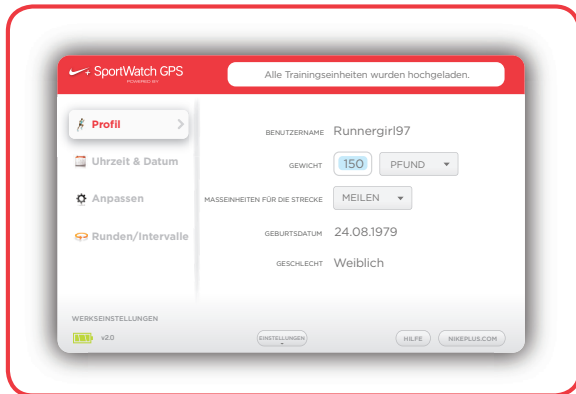 SportWatch GPS
POWERED BY
Alle Trainingseinheiten wurden hochgeladen.
Profil
Uhrzeit & Datum
Anpassen
Runden/Intervalle
BENUTZERNAME Runnergirl97
GEWICHT 150 PFUND
MASSEINHEITEN FÜR DIE STRECKE MEILEN
GEBURTSDATUM 24.08.1979
GESCHLECHT Weiblich
WERKSEINSTELLUNGEN
v2.0 EINSTELLUNGEN HILFE NIKEPLUS.COM